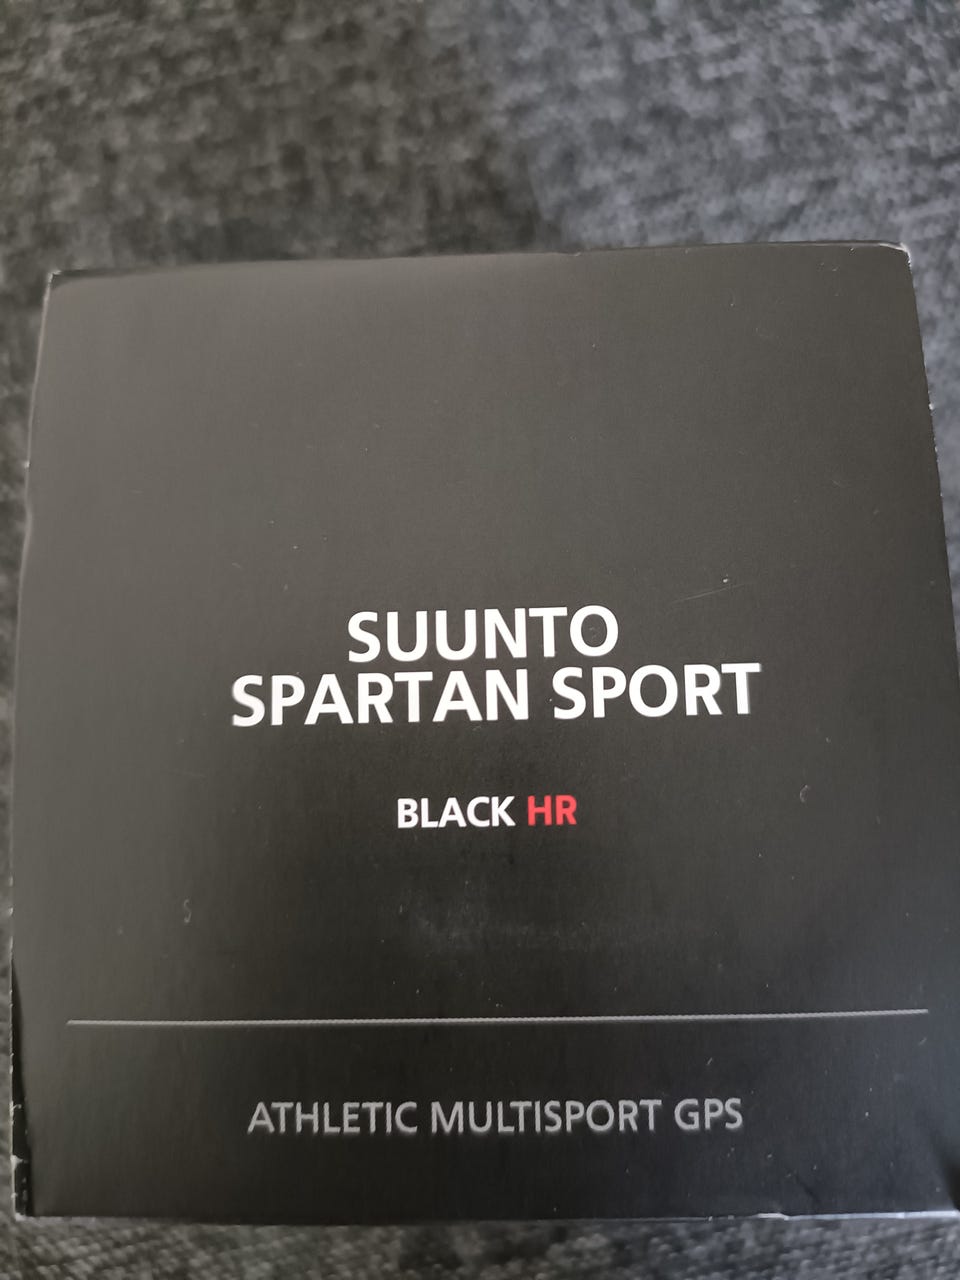 SUUNTO
SPARTAN SPORT
BLACK HR
ATHLETIC MULTISPORT GPS